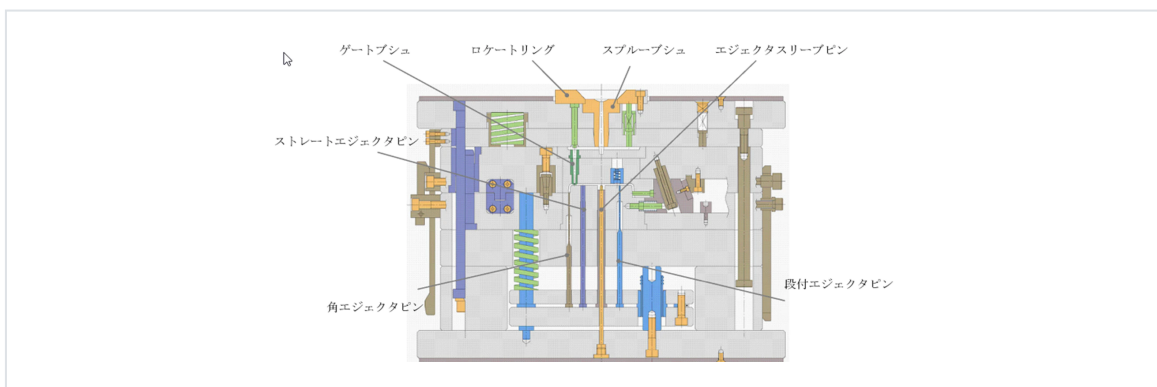 ゲートブシュ
ロケートリング
スプルーブシュ
エジェクタスリーブピン
ストレートエジェクタピン
角エジェクタピン
段付エジェクタピン